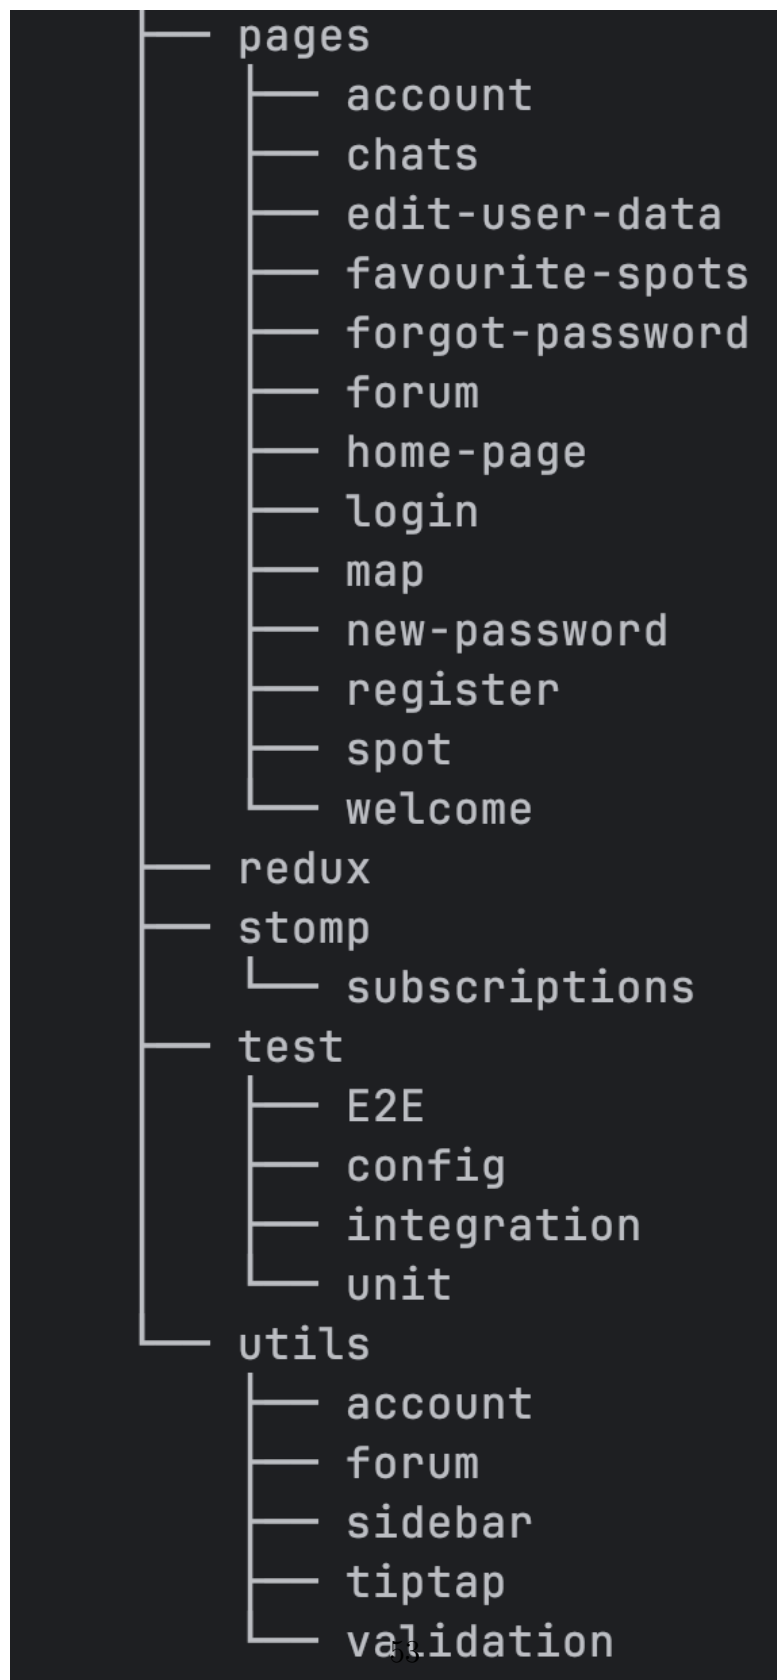 pages
account
chats
edit-user-data
favourite-spots
forgot-password
forum
home-page
login
map
new-password
register
spot
welcome
redux
stomp
subscriptions
test
E2E
config
integration
unit
utils
account
forum
sidebar
tiptap
validation
53